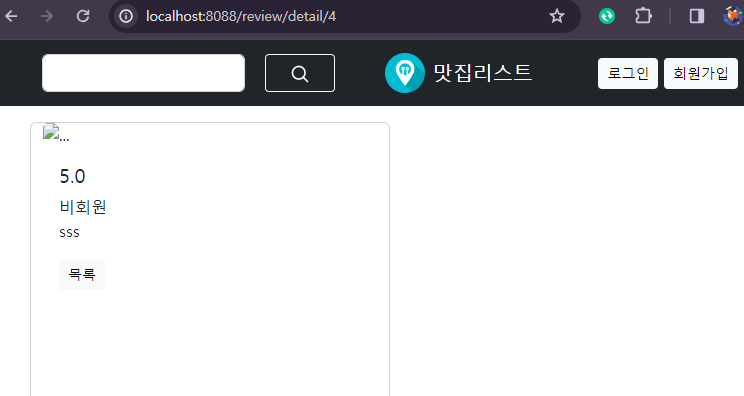 localhost:8088/review/detail/4
맛집리스트
로그인
회원가입
...
5.0
비회원
sss
목록